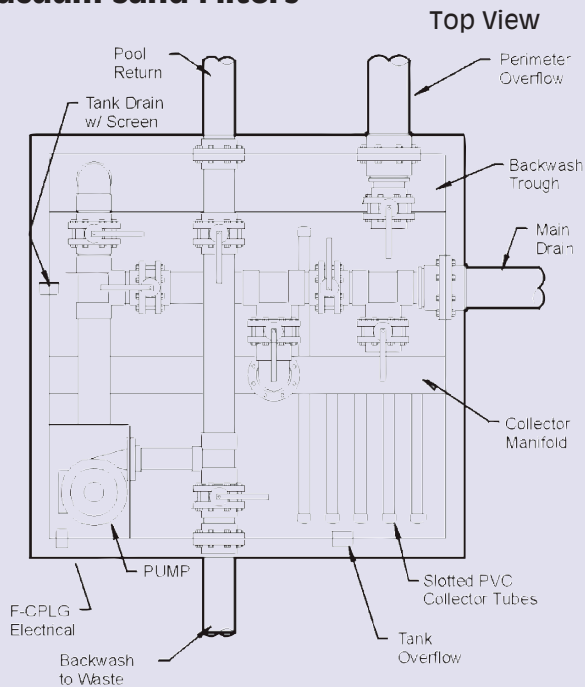 Top View
Pool
Return
Perimeter
Overflow
Tank Drain
w/ Screen
Backwash
Trough
Main
Drain
Collector
Manifold
PUMP
Slotted PVC
Collector Tubes
F-CPLG
Electrical
Tank
Overflow
Backwash
to Waste